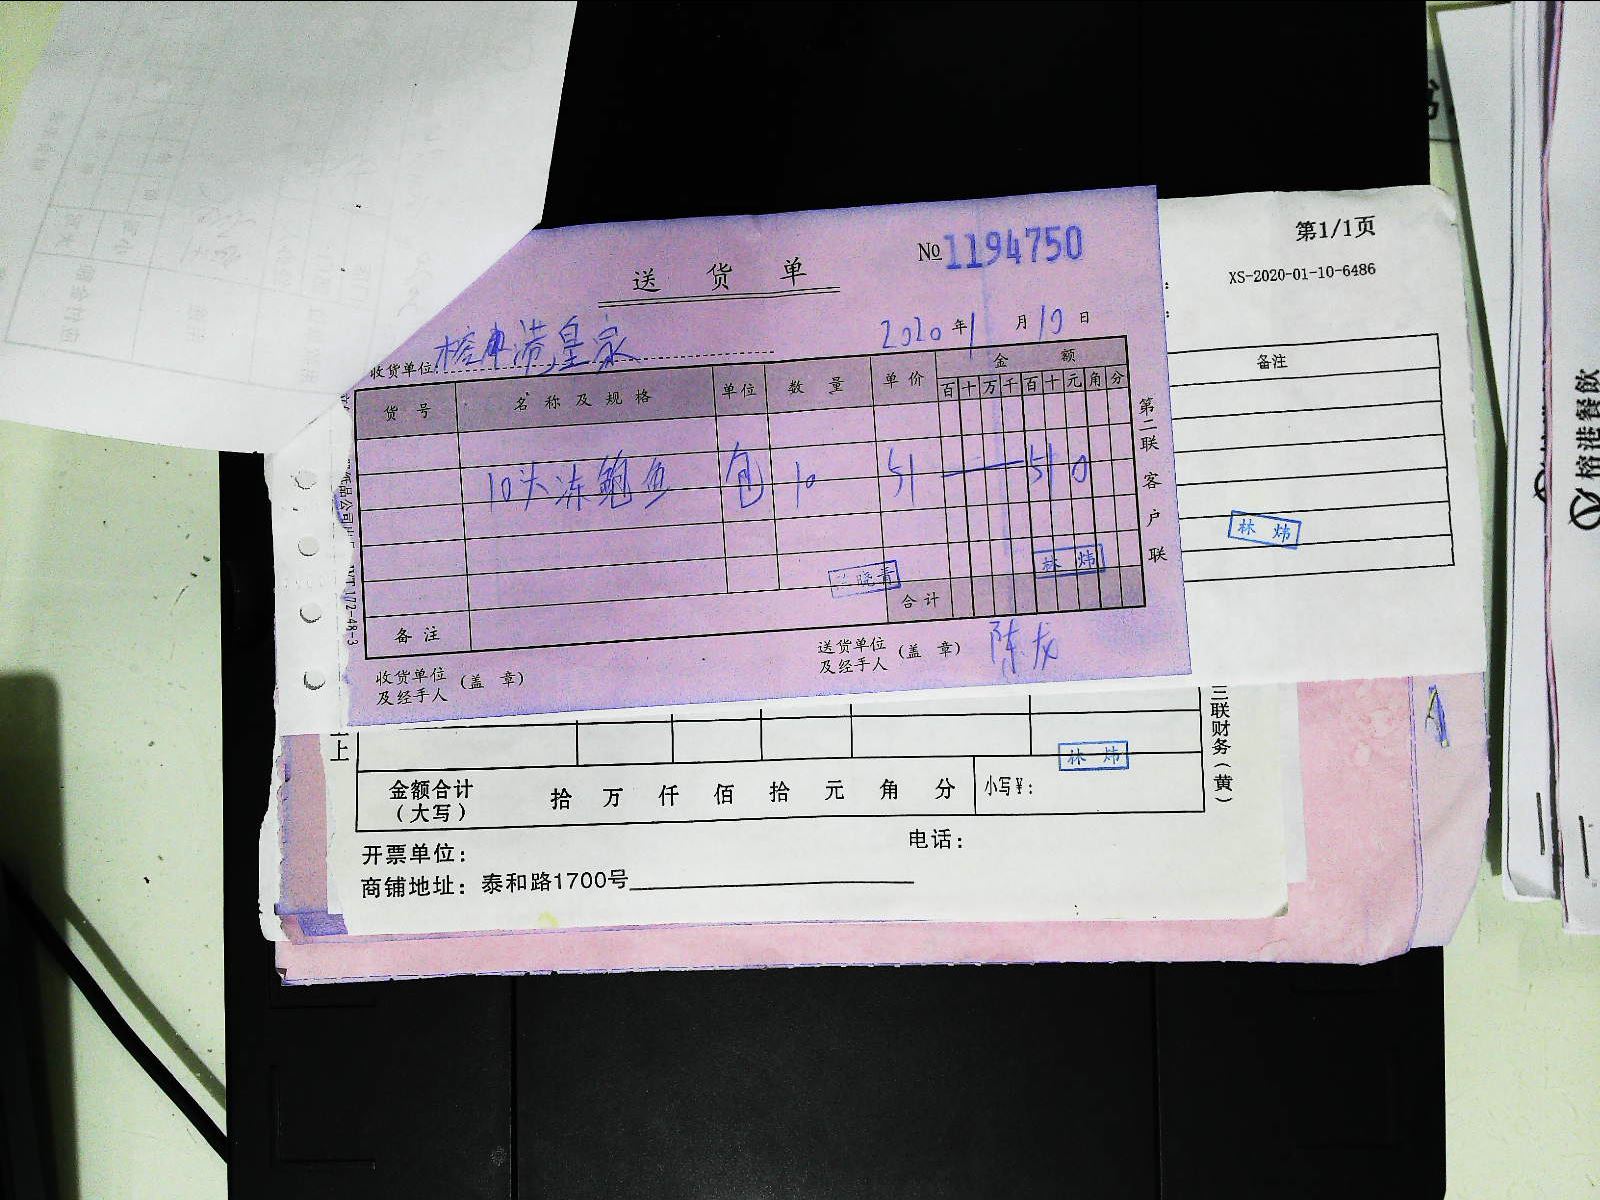 第1/1页
№1194750
送货单
XS-2020-01-10-6486
2020年1月10日
收货单位:榕港皇家
货号 名称及规格 单位 数量 单价 金额
百十万千百十元角分
备注
10头冻鲍鱼 包 10 51 510
第二联 客户联
林炜
林炜
合计
备注
送货单位及经手人(盖章) 陈龙
收货单位及经手人(盖章)
三联财务(黄)
林炜
金额合计(大写) 拾 万 仟 佰 拾 元 角 分 小写¥:
开票单位: 电话:
商铺地址:泰和路1700号
榕港餐飲